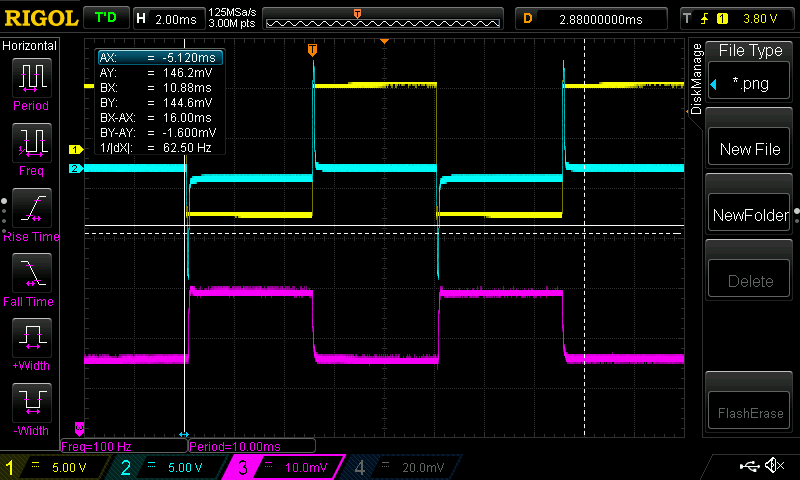 RIGOL T'D H 2.00ms 125MSa/s 3.00M pts T D 2.88000000ms T 1 3.80 V
Horizontal
Period
Freq
Rise Time
Fall Time
+Width
-Width
T
AX: = -5.120ms
AY: = 146.2mV
BX: = 10.88ms
BY: = 144.6mV
BX-AX: = 16.00ms
BY-AY: = -1.600mV
1/|dX|: = 62.50 Hz
1
2
3
Freq=100 Hz Period=10.00ms
DiskManage
File Type
*.png
New File
NewFolder
Delete
FlashErase
1 = 5.00 V 2 = 5.00 V 3 = 10.0mV 4 = 20.0mV